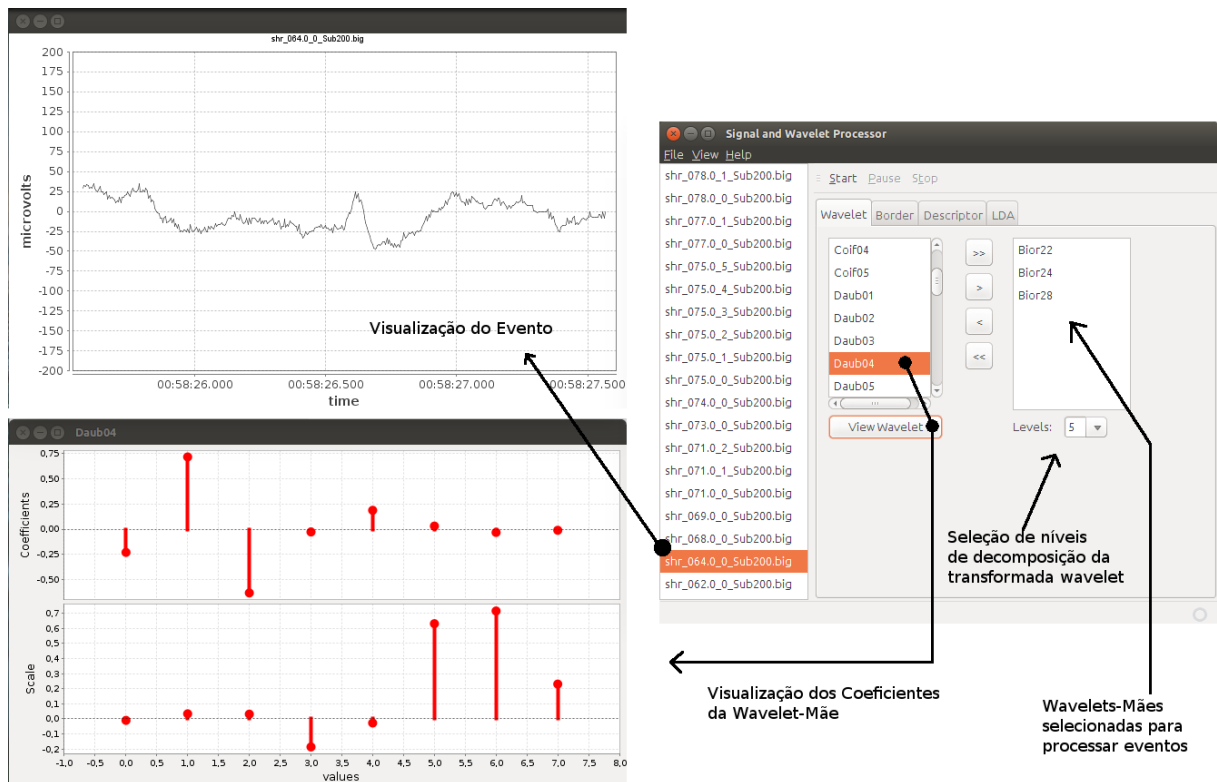 shr_064.0_0_Sub200.big
200
175
150
125
100
75
50
25
0
-25
-50
-75
-100
-125
-150
-175
-200
microvolts
00:58:26.000 00:58:26.500 00:58:27.000 00:58:27.500
time
Visualização do Evento
Daub04
0,75
0,25
0,00
-0,25
-0,50
Coefficients
0,7
0,6
0,5
0,4
0,3
0,2
0,1
0,0
-0,1
-0,2
Scale
-1,0 -0,5 0,0 0,5 1,0 1,5 2,0 2,5 3,0 3,5 4,0 4,5 5,0 5,5 6,0 6,5 7,0 7,5 8,0
values
Signal and Wavelet Processor
File View Help
shr_078.0_1_Sub200.big
shr_078.0_0_Sub200.big
shr_077.0_1_Sub200.big
shr_077.0_0_Sub200.big
shr_075.0_5_Sub200.big
shr_075.0_4_Sub200.big
shr_075.0_3_Sub200.big
shr_075.0_2_Sub200.big
shr_075.0_1_Sub200.big
shr_075.0_0_Sub200.big
shr_074.0_0_Sub200.big
shr_073.0_0_Sub200.big
shr_071.0_2_Sub200.big
shr_071.0_1_Sub200.big
shr_071.0_0_Sub200.big
shr_069.0_0_Sub200.big
shr_068.0_0_Sub200.big
shr_064.0_0_Sub200.big
shr_062.0_0_Sub200.big
Start Pause Stop
Wavelet Border Descriptor LDA
Coif04
Coif05
Daub01
Daub02
Daub03
Daub04
Daub05
>>
>
<
<<
Bior22
Bior24
Bior28
View Wavelet
Levels: 5
Seleção de níveis
de decomposição da
transformada wavelet
Visualização dos Coeficientes
da Wavelet-Mãe
Wavelets-Mães
selecionadas para
processar eventos